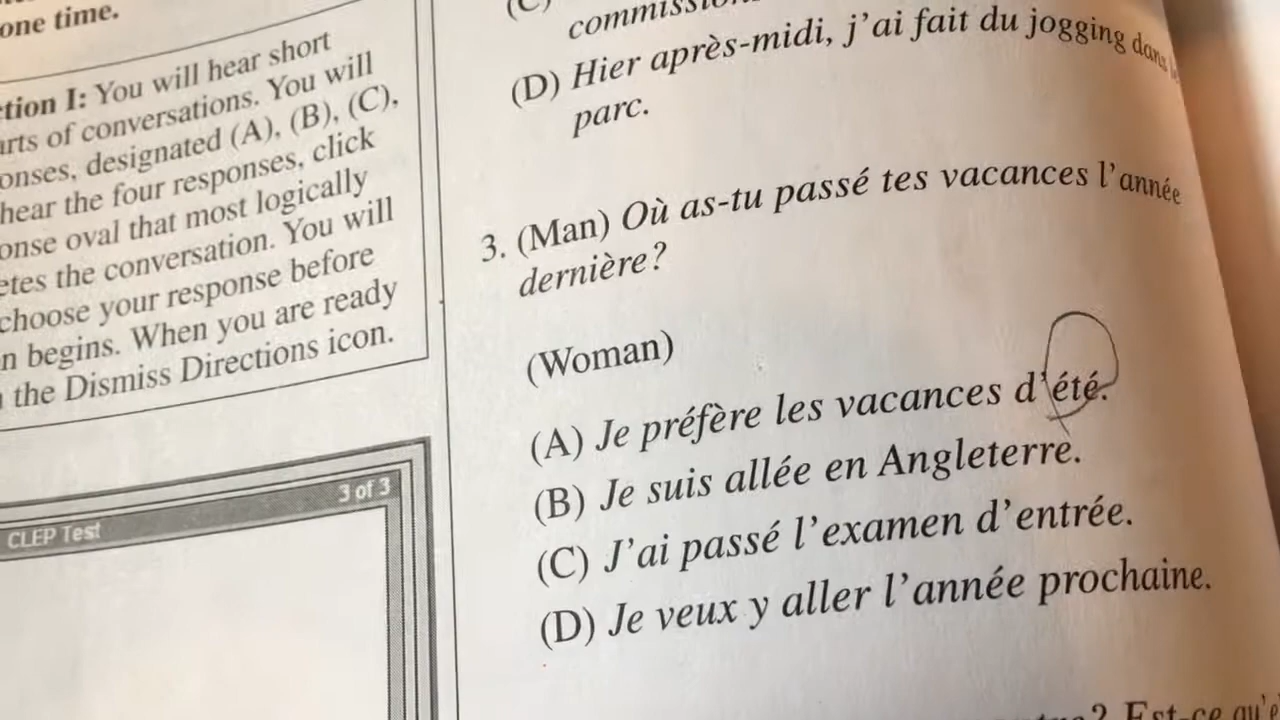 one time.
ction I: You will hear short
arts of conversations. You will
onses, designated (A), (B), (C),
hear the four responses, click
onse oval that most logically
etes the conversation. You will
choose your response before
n begins. When you are ready
the Dismiss Directions icon.
CLEP Test 3 of 3
(C)
commission
(D) Hier après-midi, j'ai fait du jogging dans
parc.
3. (Man) Où as-tu passé tes vacances l'année
dernière?
(Woman)
(A) Je préfère les vacances d'été.
(B) Je suis allée en Angleterre.
(C) J'ai passé l'examen d'entrée.
(D) Je veux y aller l'année prochaine.
? Est-ce qu'e